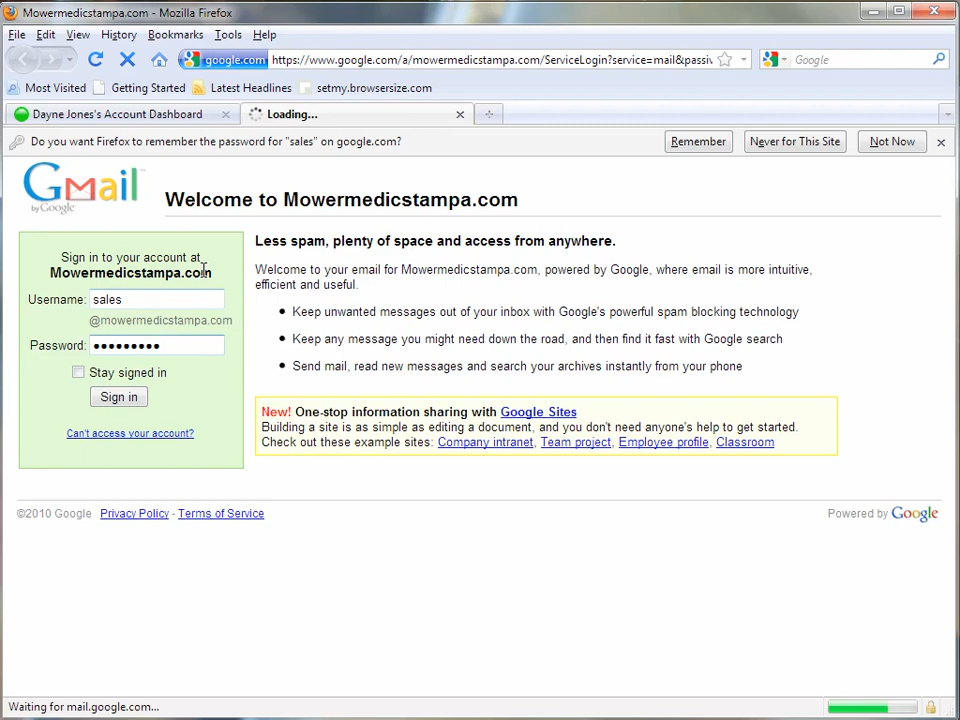 Mowermedicstampa.com - Mozilla Firefox
File Edit View History Bookmarks Tools Help
google.com https://www.google.com/a/mowermedicstampa.com/ServiceLogin?service=mail&passiv Google
Most Visited Getting Started Latest Headlines setmy.browsersize.com
Dayne Jones's Account Dashboard Loading...
Do you want Firefox to remember the password for "sales" on google.com? Remember Never for This Site Not Now
Gmail
by Google
Welcome to Mowermedicstampa.com
Sign in to your account at
Mowermedicstampa.com
Username: sales
@mowermedicstampa.com
Password: •••••••••
Stay signed in
Sign in
Can't access your account?
Less spam, plenty of space and access from anywhere.
Welcome to your email for Mowermedicstampa.com, powered by Google, where email is more intuitive,
efficient and useful.
• Keep unwanted messages out of your inbox with Google's powerful spam blocking technology
• Keep any message you might need down the road, and then find it fast with Google search
• Send mail, read new messages and search your archives instantly from your phone
New! One-stop information sharing with Google Sites
Building a site is as simple as editing a document, and you don't need anyone's help to get started.
Check out these example sites: Company intranet, Team project, Employee profile, Classroom
©2010 Google Privacy Policy - Terms of Service Powered by Google
Waiting for mail.google.com...